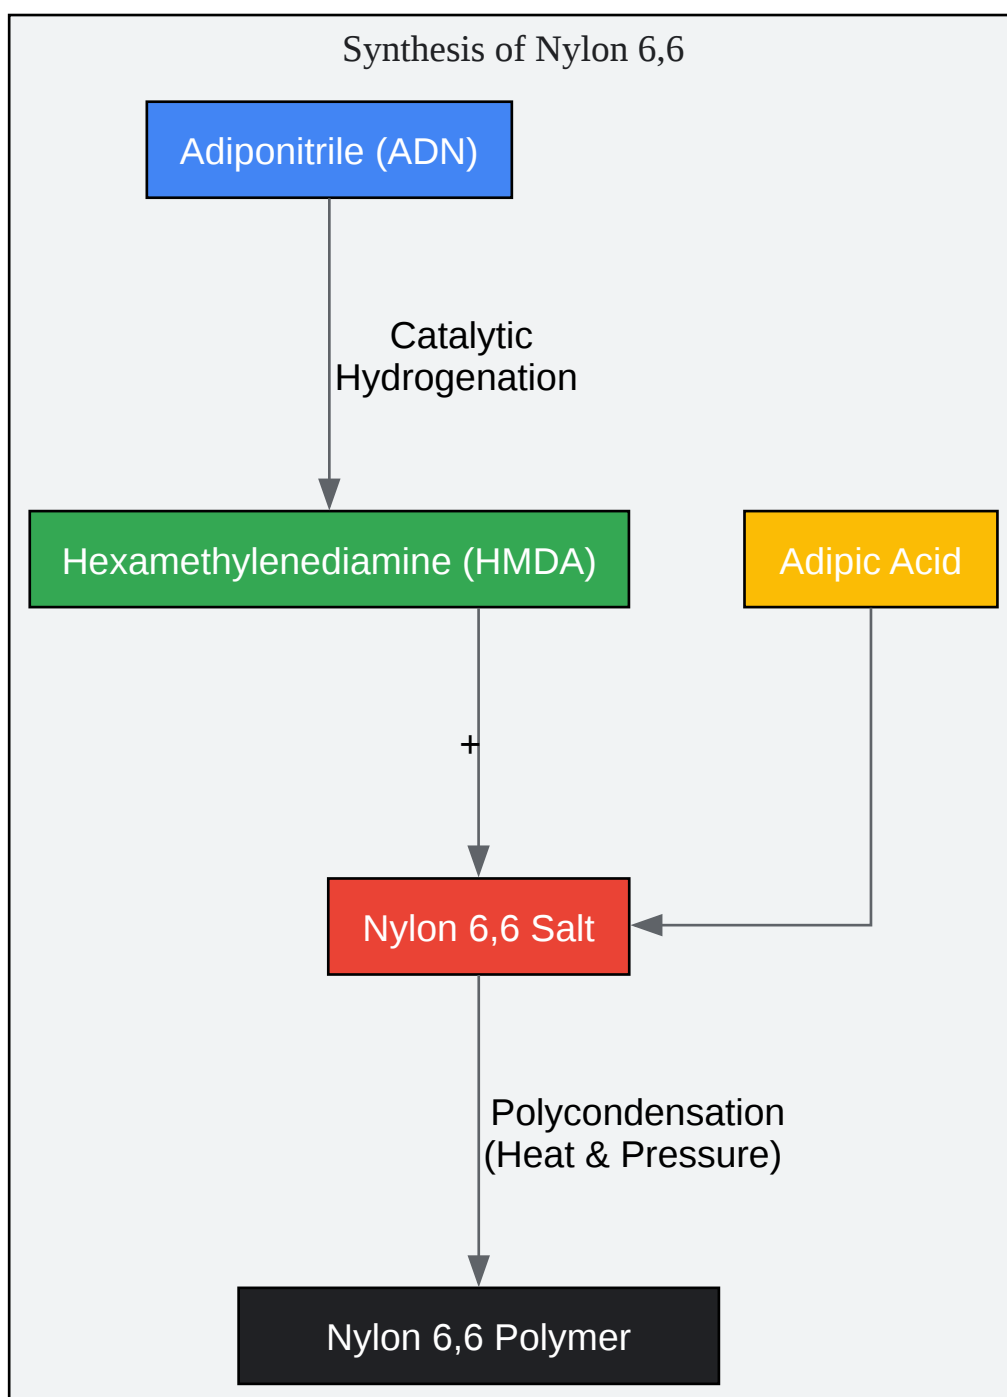 Synthesis of Nylon 6,6
Adiponitrile (ADN)
Catalytic
Hydrogenation
Hexamethylenediamine (HMDA)
Adipic Acid
+
Nylon 6,6 Salt
Polycondensation
(Heat & Pressure)
Nylon 6,6 Polymer